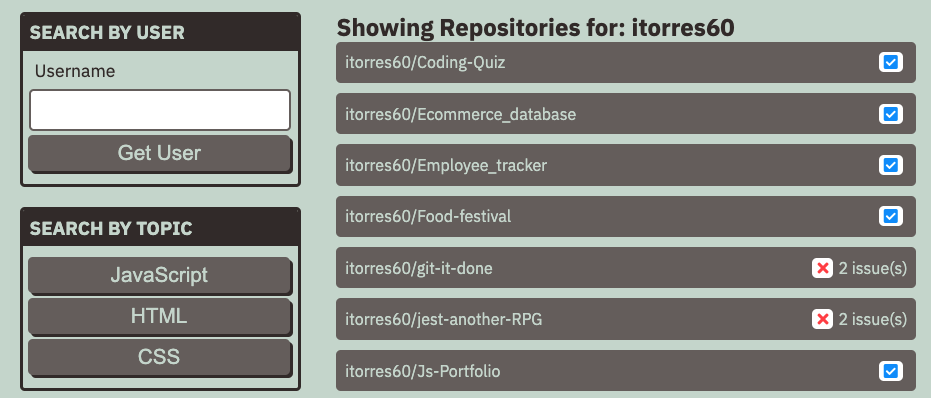 SEARCH BY USER
Username
Get User
SEARCH BY TOPIC
JavaScript
HTML
CSS
Showing Repositories for: itorres60
itorres60/Coding-Quiz
itorres60/Ecommerce_database
itorres60/Employee_tracker
itorres60/Food-festival
itorres60/git-it-done 2 issue(s)
itorres60/jest-another-RPG 2 issue(s)
itorres60/Js-Portfolio